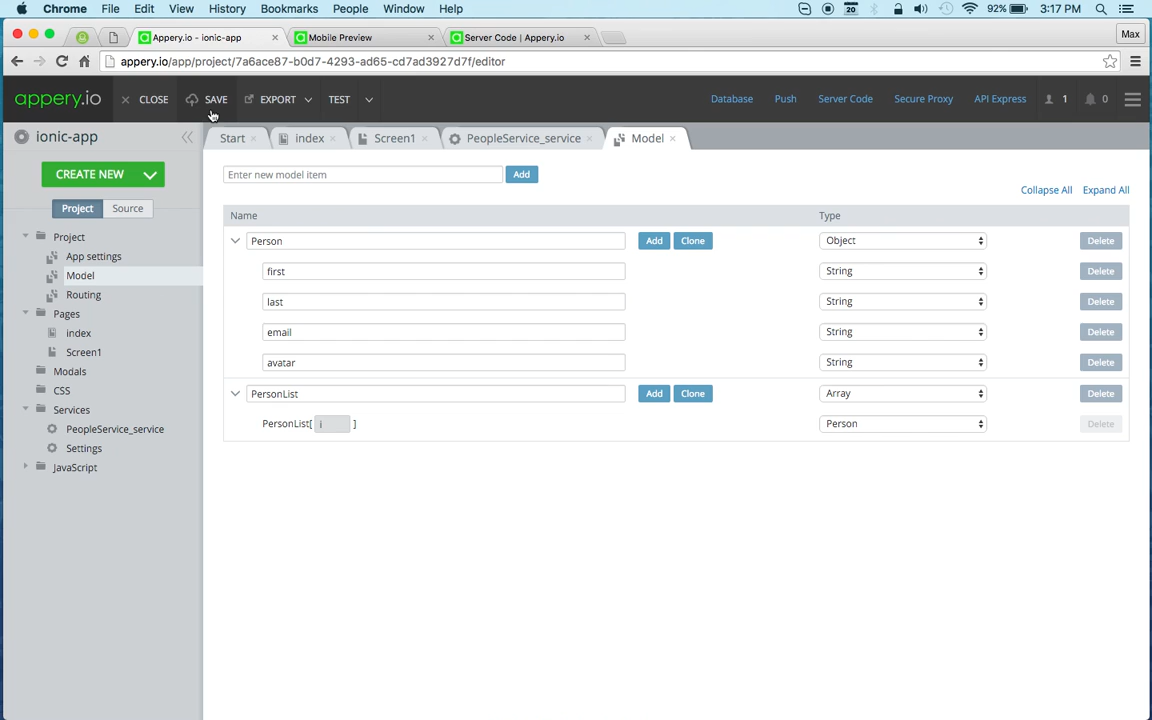 Chrome File Edit View History Bookmarks People Window Help 20 92% 3:17 PM
Appery.io - ionic-app × Mobile Preview × Server Code | Appery.io × Max
appery.io/app/project/7a6ace87-b0d7-4293-ad65-cd7ad3927d7f/editor
appery.io × CLOSE SAVE EXPORT TEST Database Push Server Code Secure Proxy API Express 1 0
ionic-app Start × index × Screen1 × PeopleService_service × Model ×
CREATE NEW Enter new model item Add
Collapse All Expand All
Project Source Name Type
Project Person Add Clone Object Delete
App settings
Model first String Delete
Routing last String Delete
Pages
index email String Delete
Screen1 avatar String Delete
Modals
CSS PersonList Add Clone Array Delete
Services
PeopleService_service PersonList[ i ] Person Delete
Settings
JavaScript